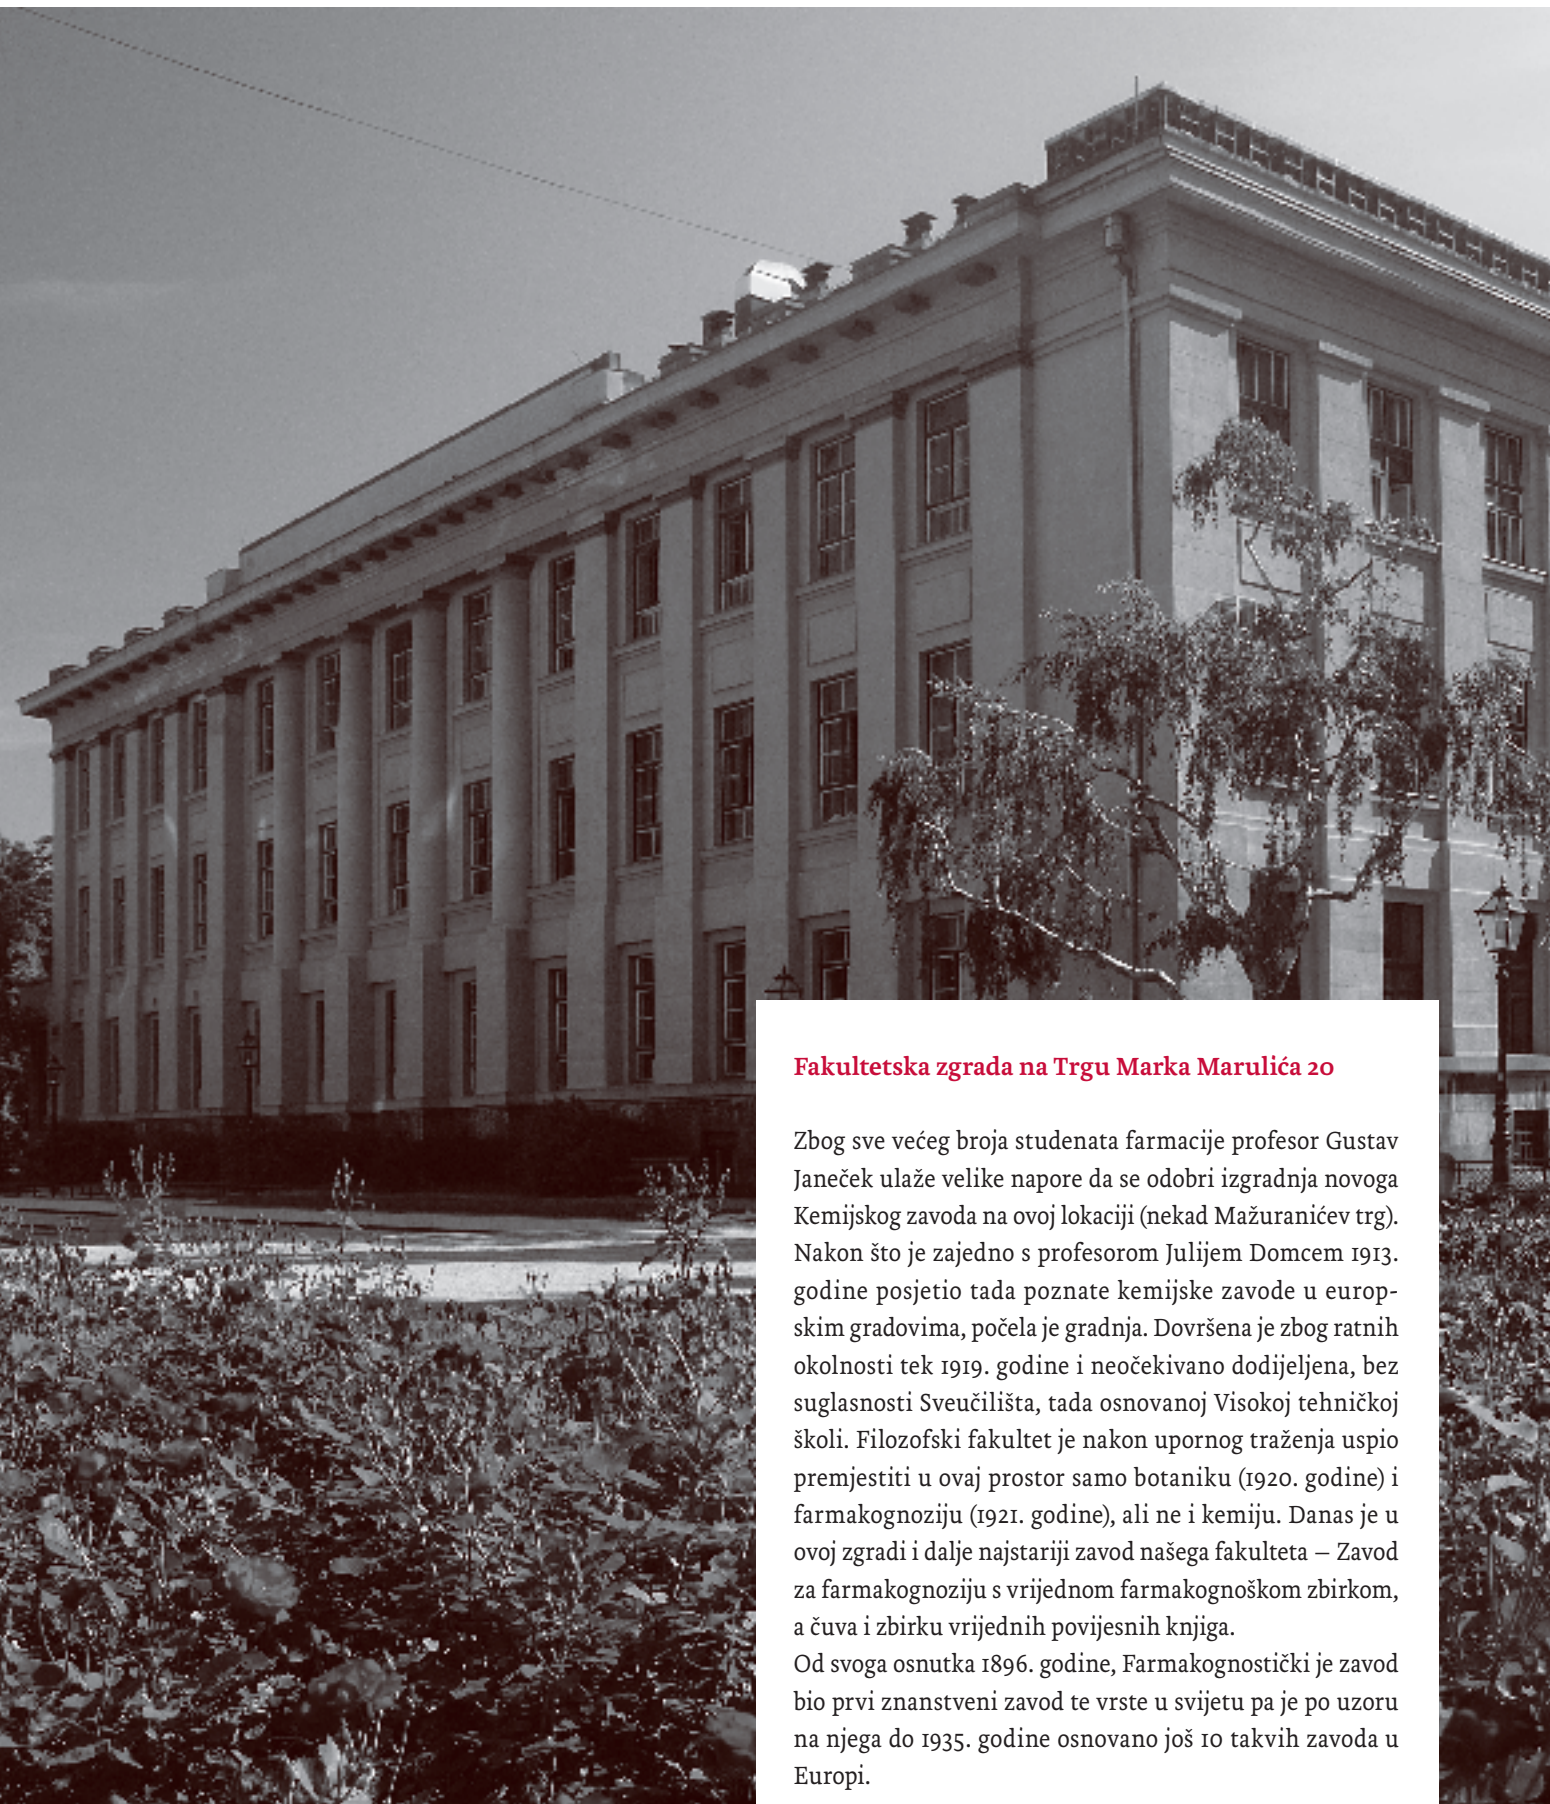 Fakultetska zgrada na Trgu Marka Marulića 20
Zbog sve većeg broja studenata farmacije profesor Gustav
Janeček ulaže velike napore da se odobri izgradnja novoga
Kemijskog zavoda na ovoj lokaciji (nekad Mažuranićev trg).
Nakon što je zajedno s profesorom Julijem Domcem 1913.
godine posjetio tada poznate kemijske zavode u europ-
skim gradovima, počela je gradnja. Dovršena je zbog ratnih
okolnosti tek 1919. godine i neočekivano dodijeljena, bez
suglasnosti Sveučilišta, tada osnovanoj Visokoj tehničkoj
školi. Filozofski fakultet je nakon upornog traženja uspio
premjestiti u ovaj prostor samo botaniku (1920. godine) i
farmakognoziju (1921. godine), ali ne i kemiju. Danas je u
ovoj zgradi i dalje najstariji zavod našega fakulteta – Zavod
za farmakognoziju s vrijednom farmakognoškom zbirkom,
a čuva i zbirku vrijednih povijesnih knjiga.
Od svoga osnutka 1896. godine, Farmakognostički je zavod
bio prvi znanstveni zavod te vrste u svijetu pa je po uzoru
na njega do 1935. godine osnovano još 10 takvih zavoda u
Europi.